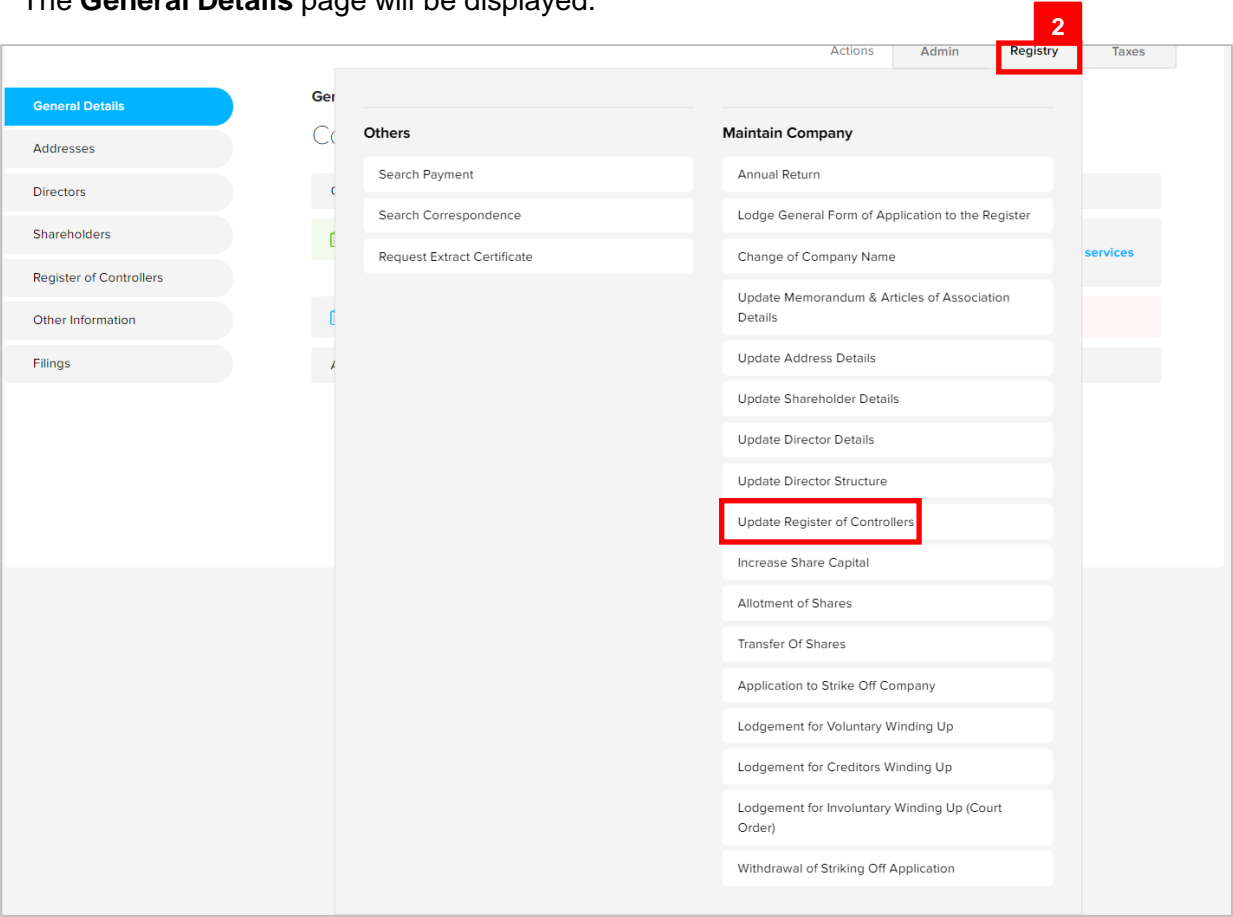 The General Details page will be displayed.
2
Actions
Admin
Registry
Taxes
General Details
Addresses
Directors
Shareholders
Register of Controllers
Other Information
Filings
Others
Search Payment
Search Correspondence
Request Extract Certificate
Maintain Company
Annual Return
Lodge General Form of Application to the Register
Change of Company Name
Update Memorandum & Articles of Association
Details
Update Address Details
Update Shareholder Details
Update Director Details
Update Director Structure
Update Register of Controllers
Increase Share Capital
Allotment of Shares
Transfer Of Shares
Application to Strike Off Company
Lodgement for Voluntary Winding Up
Lodgement for Creditors Winding Up
Lodgement for Involuntary Winding Up (Court
Order)
Withdrawal of Striking Off Application
services